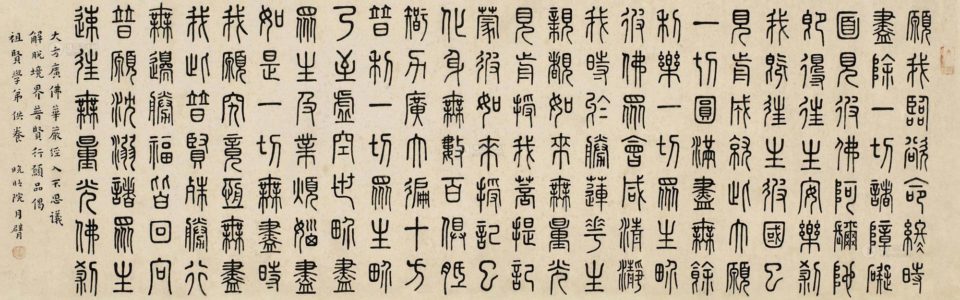 願我臨欲命終時
盡除一切諸障礙
面見彼佛阿彌陀
即得往生安樂剎
我既往生彼國已
見前成就此大願
一切圓滿盡無餘
利樂一切眾生界
彼佛眾會咸清淨
我時於勝蓮華生
親覩如來無量光
見前授我菩提記
蒙彼如來授記已
化身無數百俱胝
智力廣大徧十方
普利一切眾生界
乃至虛空世界盡
眾生及業煩惱盡
如是一切無盡時
我願究竟恆無盡
我此普賢殊勝行
無邊勝福皆回向
普願沈溺諸眾生
速往無量光佛剎
大方廣佛華嚴經入不思議
解脫境界普賢行願品偈
祖賢學弟供養 晚晴院月臂